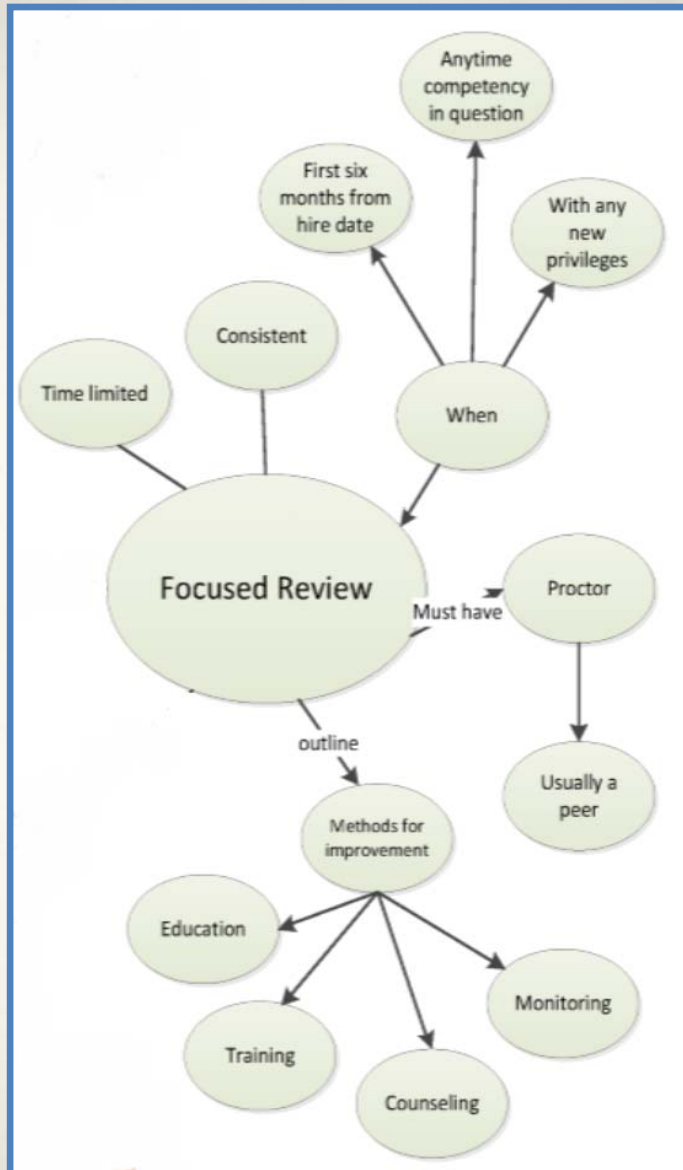 Anytime
competency
in question
First six
months from
hire date
With any
new
privileges
Consistent
Time limited
When
Focused Review
Must have
Proctor
outline
Usually a
peer
Methods for
improvement
Education
Monitoring
Training
Counseling